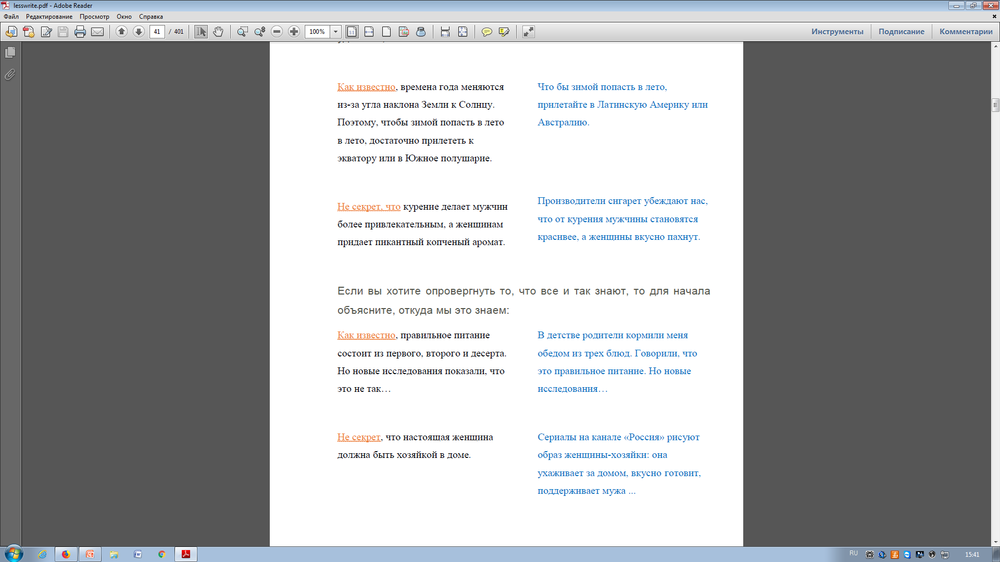 lesswrite.pdf - Adobe Reader
Файл Редактирование Просмотр Окно Справка
41 / 401 100% Инструменты Подписание Комментарии
Как известно, времена года меняются
из-за угла наклона Земли к Солнцу.
Поэтому, чтобы зимой попасть в лето
в лето, достаточно прилететь к
экватору или в Южное полушарие.
Что бы зимой попасть в лето,
прилетайте в Латинскую Америку или
Австралию.
Не секрет, что курение делает мужчин
более привлекательным, а женщинам
придает пикантный копченый аромат.
Производители сигарет убеждают нас,
что от курения мужчины становятся
красивее, а женщины вкусно пахнут.
Если вы хотите опровергнуть то, что все и так знают, то для начала
объясните, откуда мы это знаем:
Как известно, правильное питание
состоит из первого, второго и десерта.
Но новые исследования показали, что
это не так…
В детстве родители кормили меня
обедом из трех блюд. Говорили, что
это правильное питание. Но новые
исследования…
Не секрет, что настоящая женщина
должна быть хозяйкой в доме.
Сериалы на канале «Россия» рисуют
образ женщины-хозяйки: она
ухаживает за домом, вкусно готовит,
поддерживает мужа ...
RU 15:41